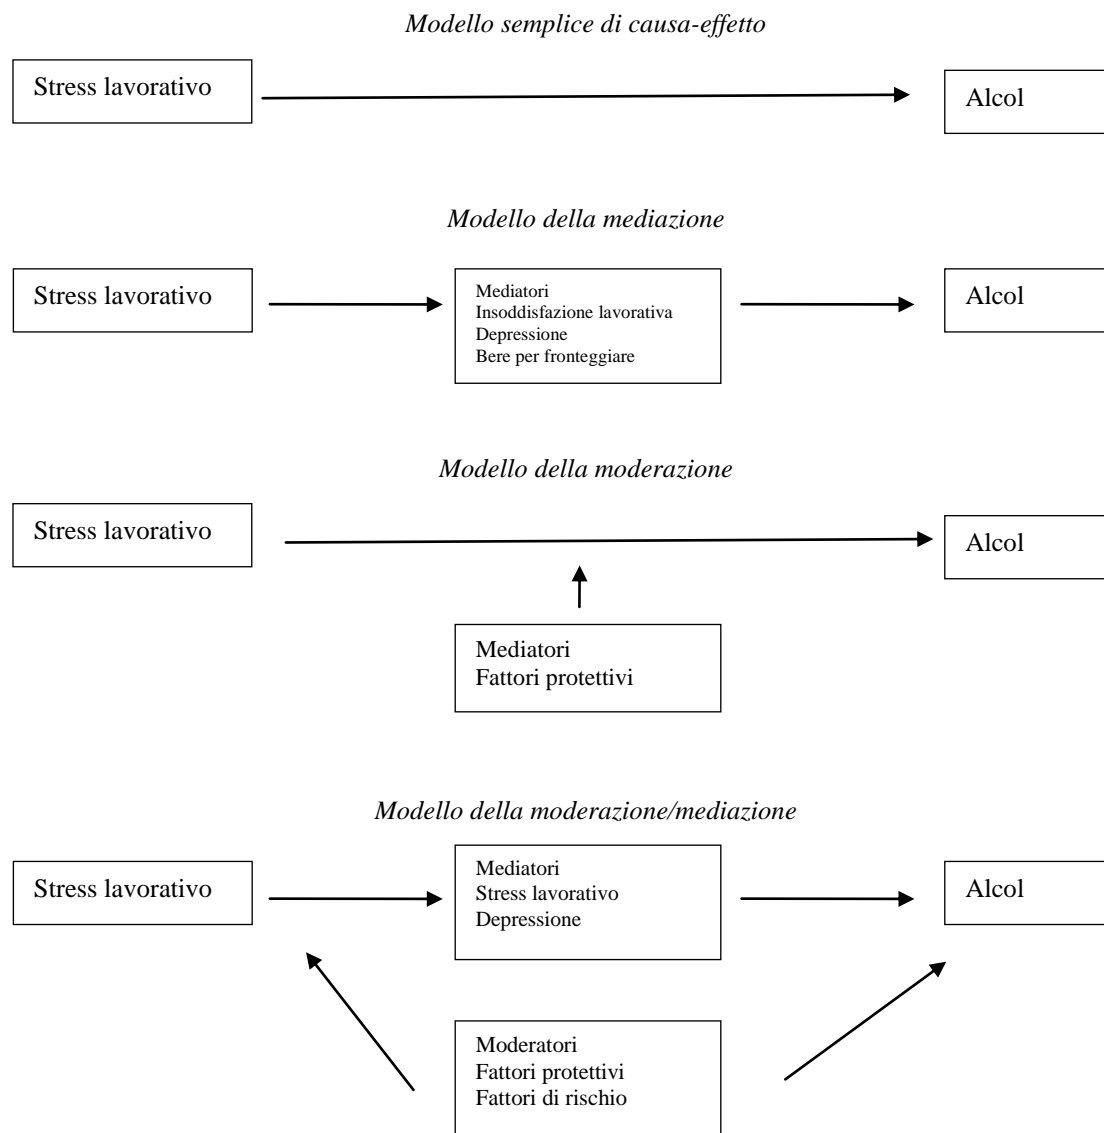 Modello semplice di causa-effetto
Stress lavorativo
Alcol
Modello della mediazione
Stress lavorativo
Mediatori
Insoddisfazione lavorativa
Depressione
Bere per fronteggiare
Alcol
Modello della moderazione
Stress lavorativo
Alcol
Mediatori
Fattori protettivi
Modello della moderazione/mediazione
Stress lavorativo
Mediatori
Stress lavorativo
Depressione
Alcol
Moderatori
Fattori protettivi
Fattori di rischio